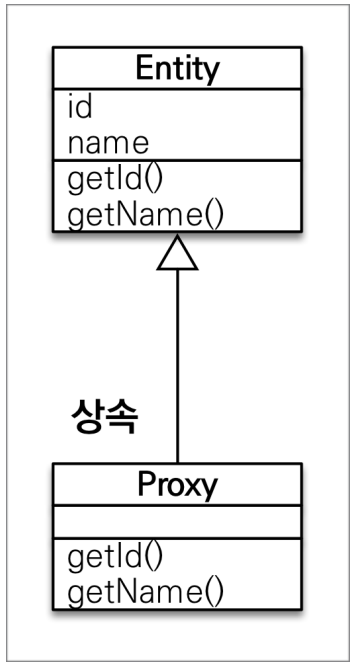 Entity
id
name
getId()
getName()
상속
Proxy
getId()
getName()